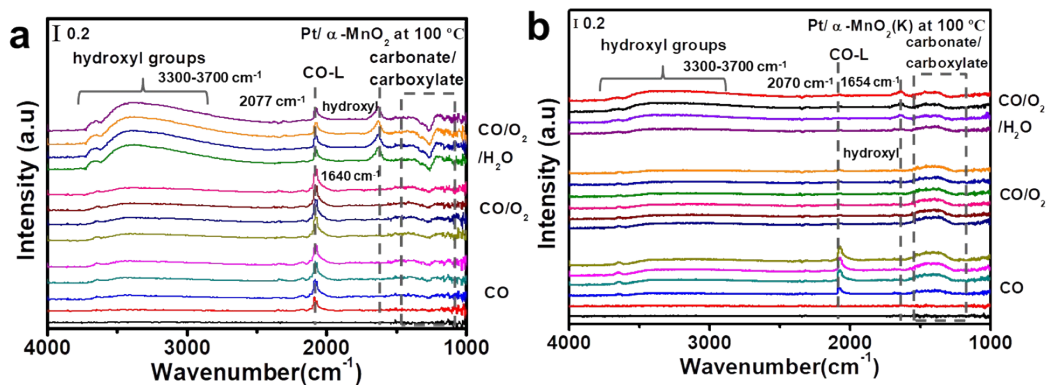 a
I 0.2
Pt/ α-MnO2 at 100 °C
hydroxyl groups
carbonate/
carboxylate
3300-3700 cm-1
CO-L
2077 cm-1
hydroxyl
CO/O2
/H2O
1640 cm-1
CO/O2
CO
Intensity (a.u)
4000
3000
2000
1000
Wavenumber(cm-1)
b
I 0.2
Pt/ α-MnO2(K) at 100 °C
hydroxyl groups
CO-L
carbonate/
carboxylate
3300-3700 cm-1
2070 cm-1
1654 cm-1
CO/O2
/H2O
hydroxyl
CO/O2
CO
Intensity (a.u)
4000
3000
2000
1000
Wavenumber(cm-1)